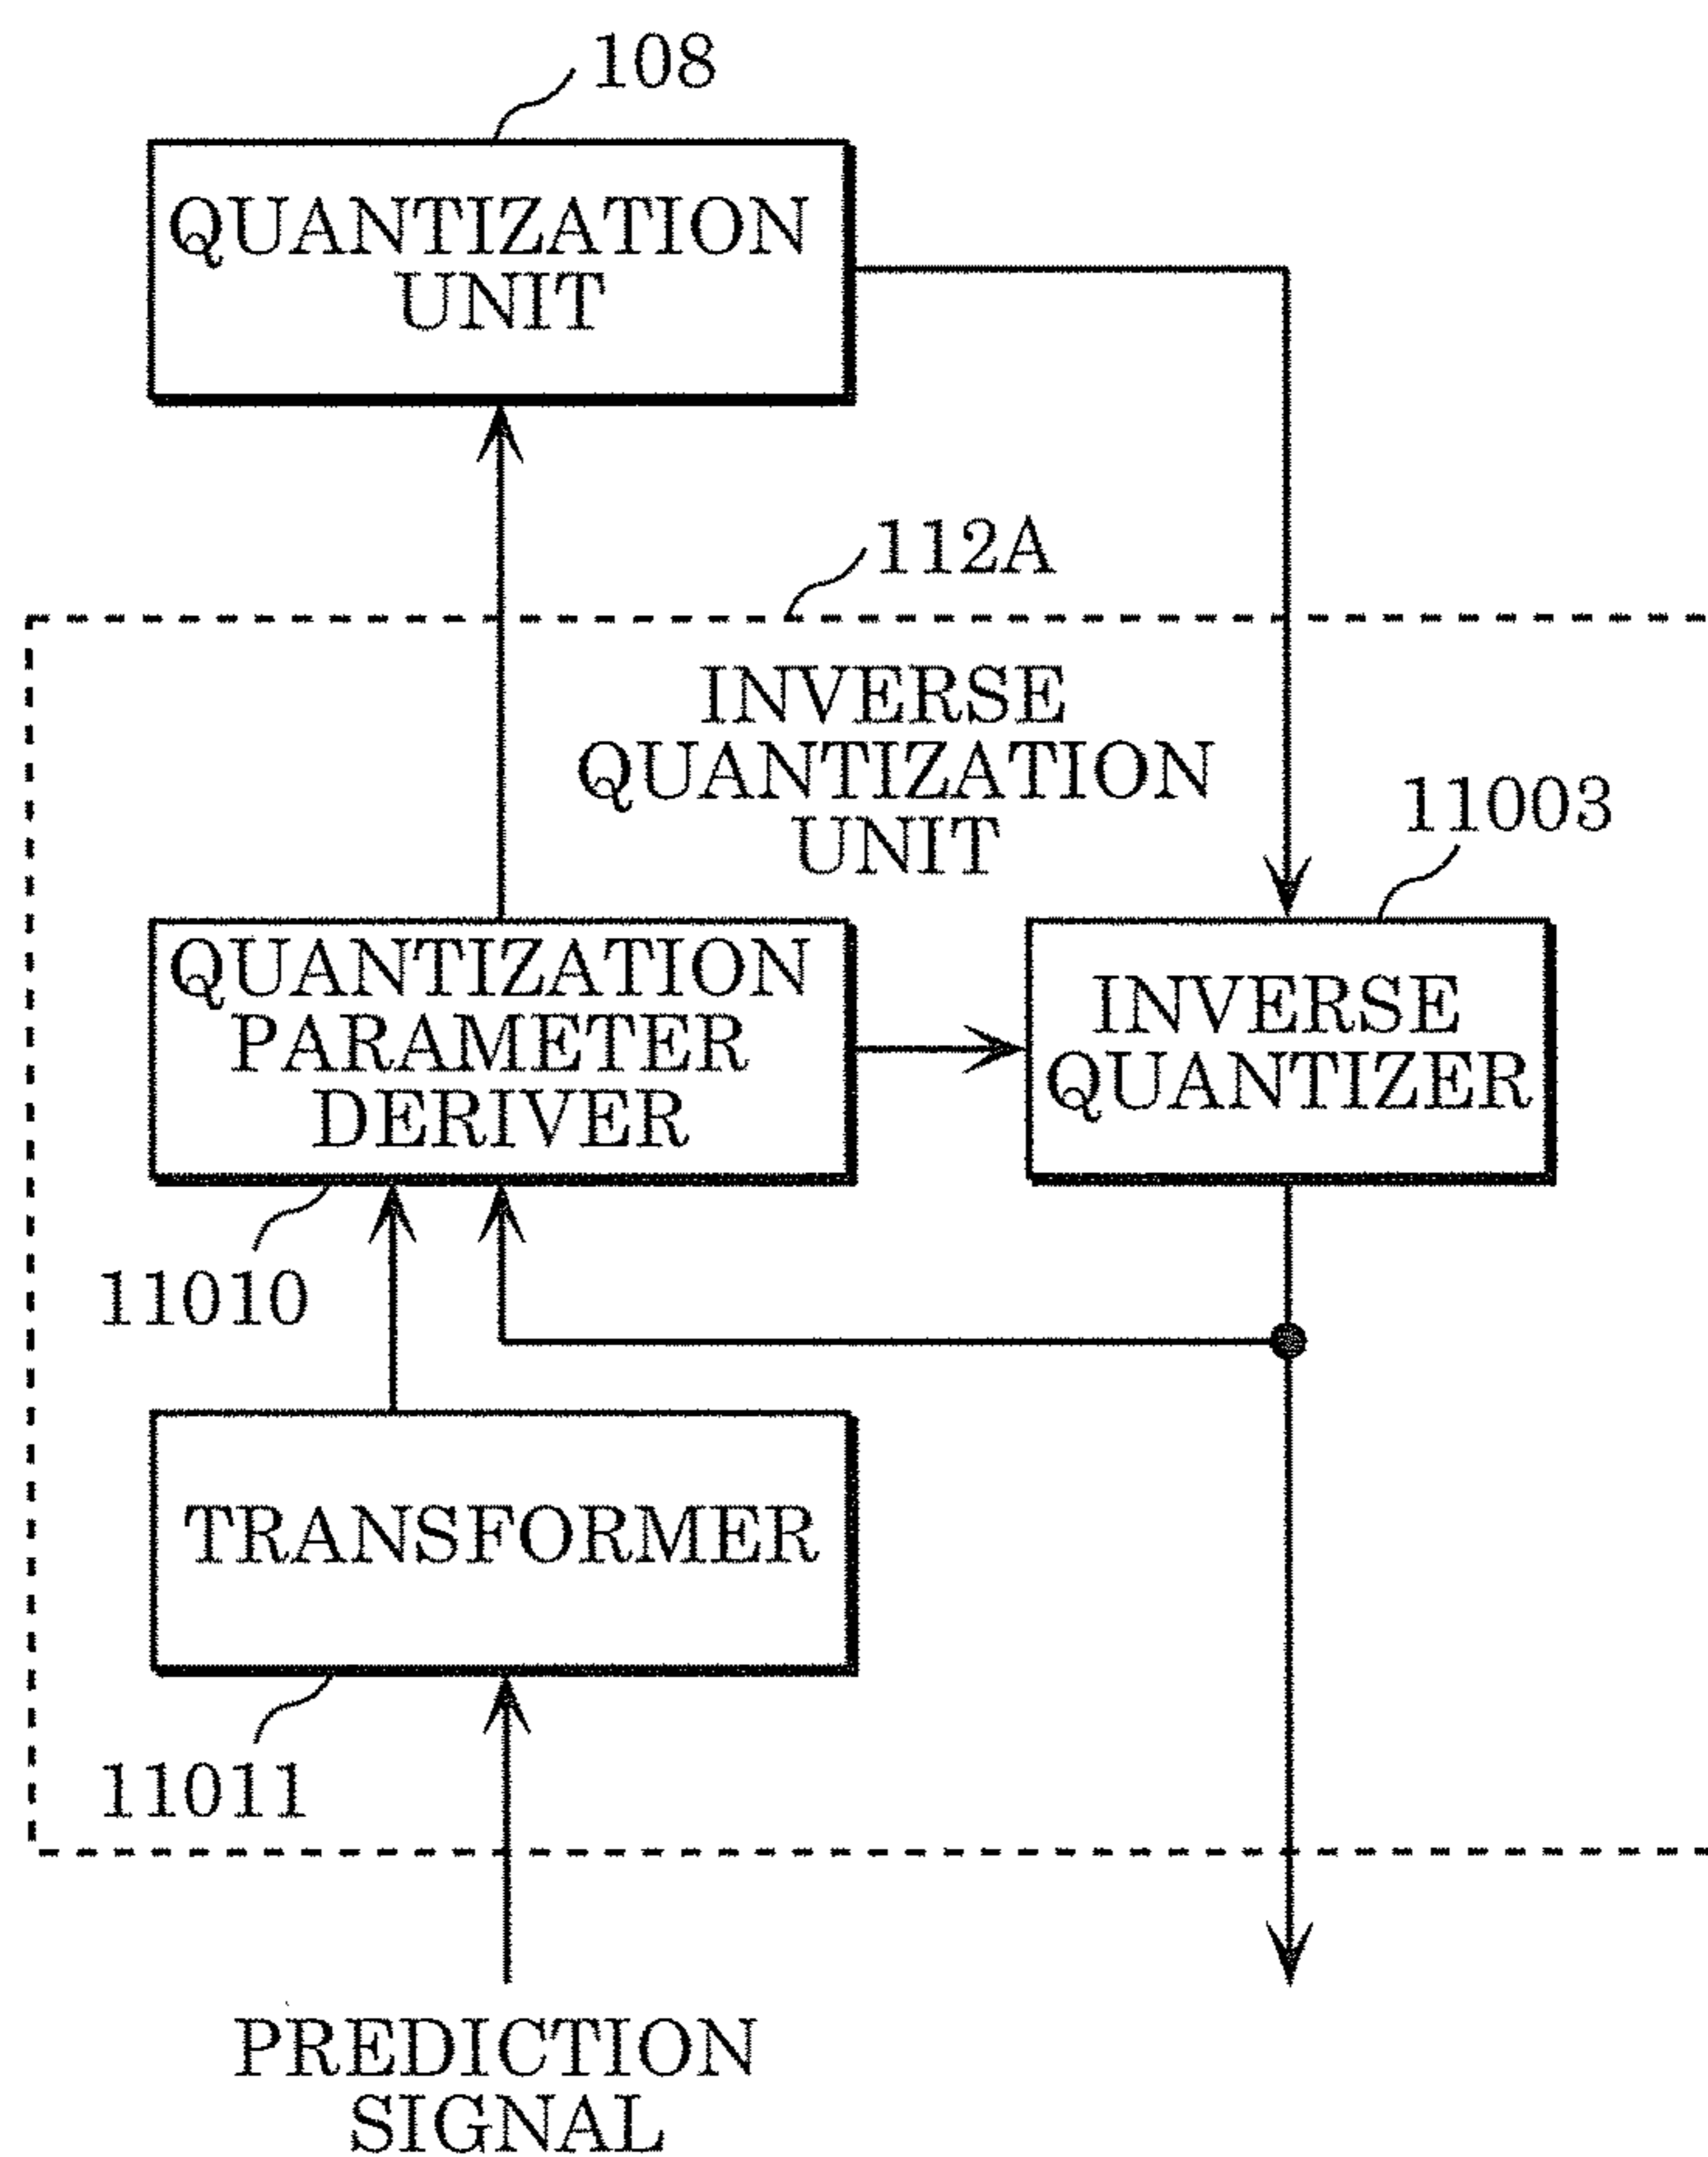 108
QUANTIZATION
UNIT
112A
INVERSE
QUANTIZATION
UNIT
11003
QUANTIZATION
PARAMETER
DERIVER
INVERSE
QUANTIZER
11010
TRANSFORMER
11011
PREDICTION
SIGNAL